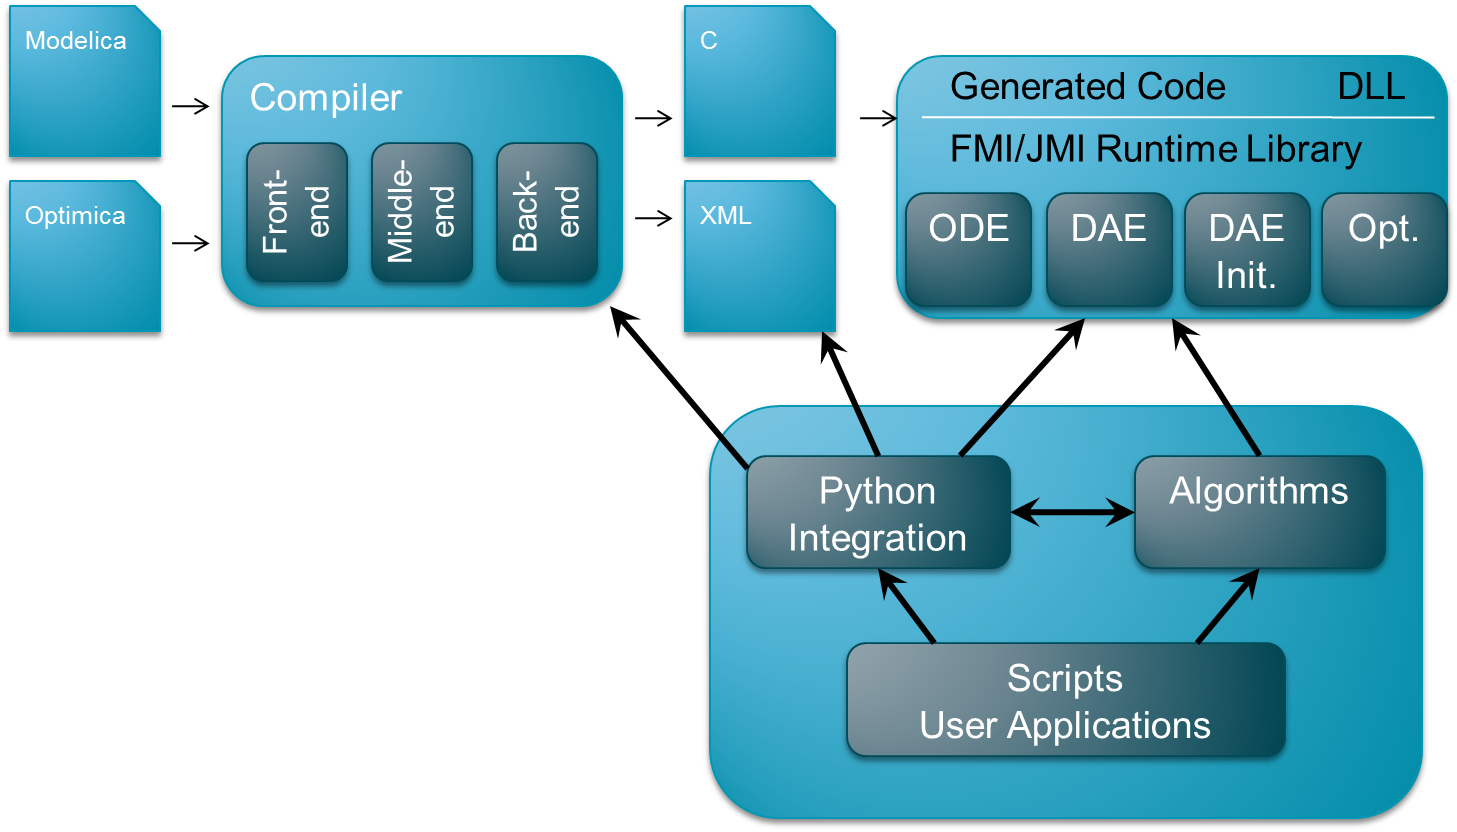 Modelica
Optimica
Compiler
Front-
end
Middle-
end
Back-
end
C
XML
Generated Code DLL
FMI/JMI Runtime Library
ODE
DAE
DAE
Init.
Opt.
Python
Integration
Algorithms
Scripts
User Applications